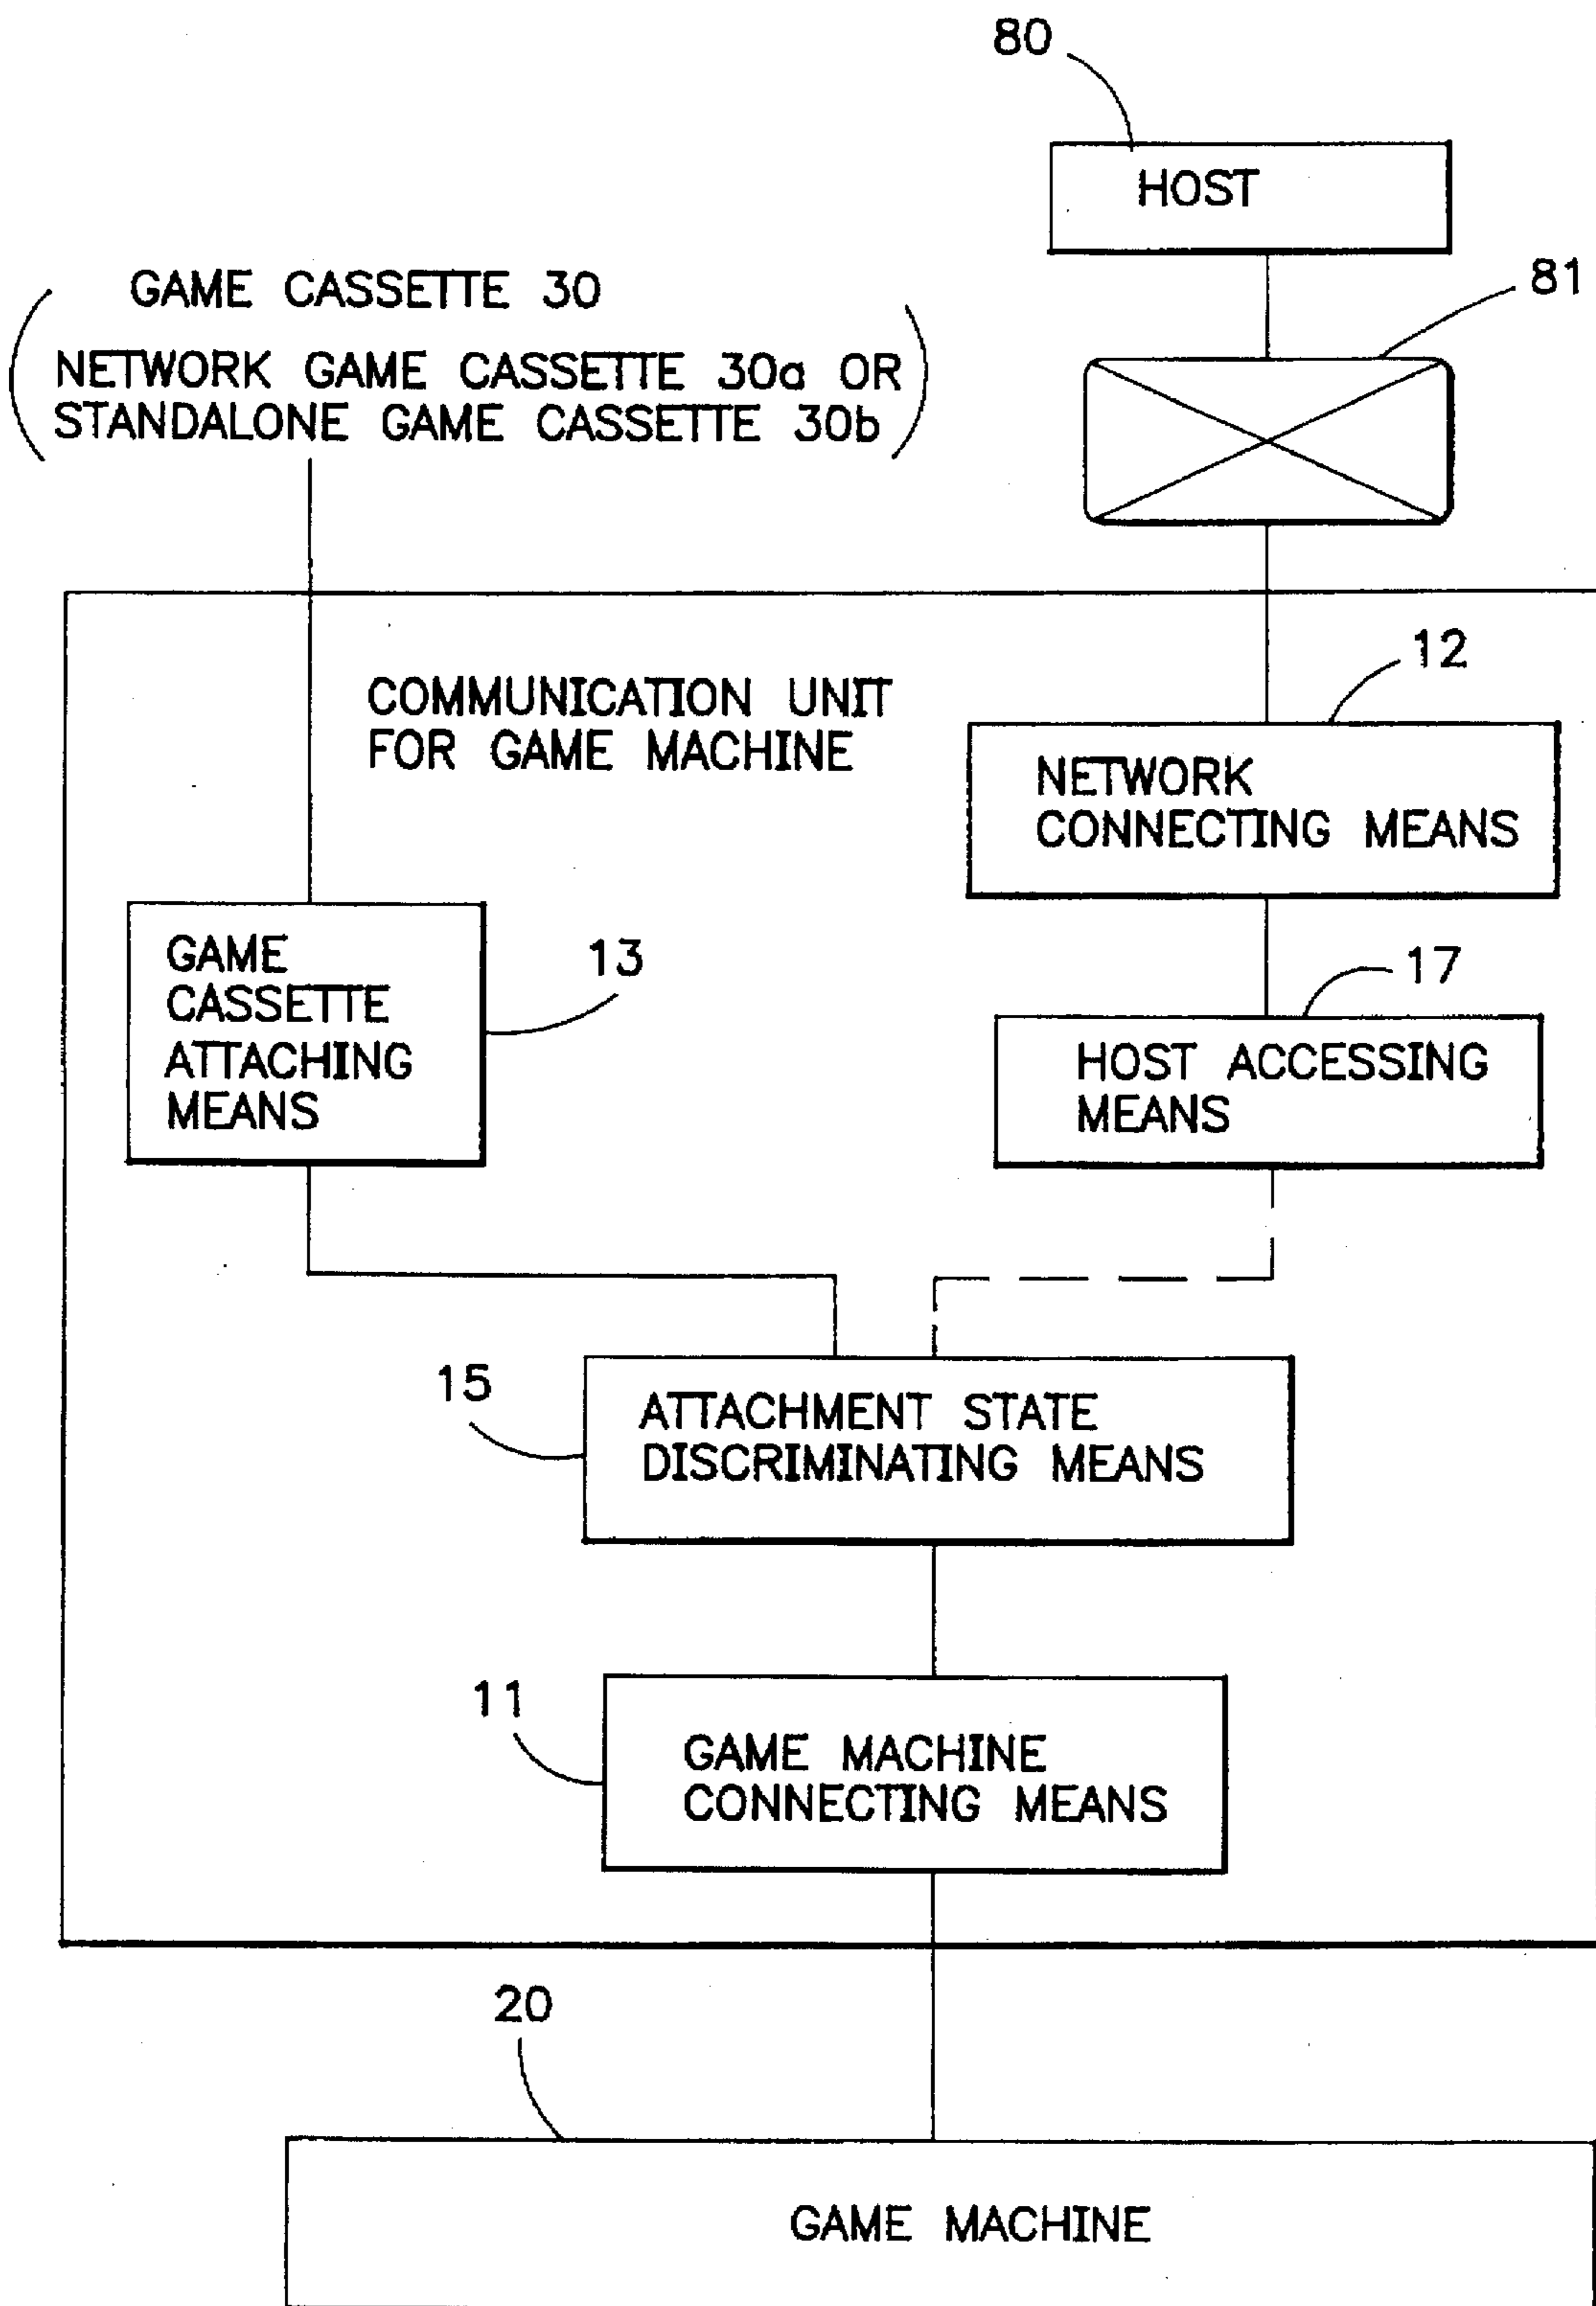 80
HOST
81
GAME CASSETTE 30
NETWORK GAME CASSETTE 30a OR
STANDALONE GAME CASSETTE 30b
12
COMMUNICATION UNIT
FOR GAME MACHINE
NETWORK
CONNECTING MEANS
13
GAME
CASSETTE
ATTACHING
MEANS
17
HOST ACCESSING
MEANS
15
ATTACHMENT STATE
DISCRIMINATING MEANS
11
GAME MACHINE
CONNECTING MEANS
20
GAME MACHINE